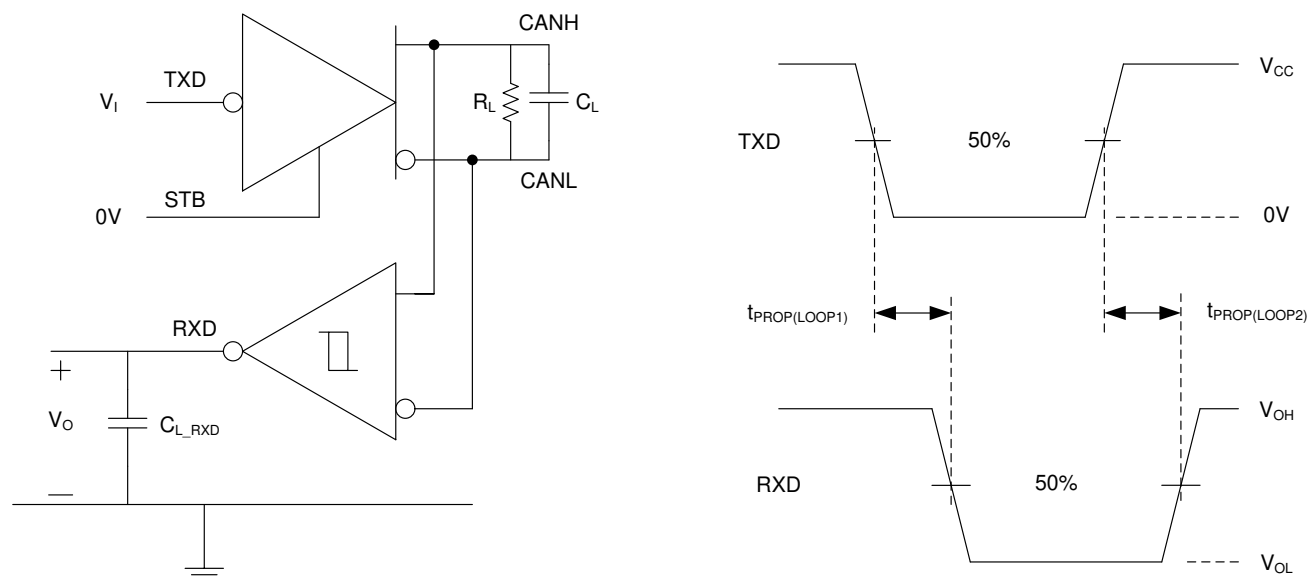 CANH
TXD
V_I
R_L
C_L
CANL
STB
0V
RXD
+
V_O
C_L_RXD
—
V_CC
TXD
50%
0V
t_PROP(LOOP1)
t_PROP(LOOP2)
V_OH
RXD
50%
V_OL